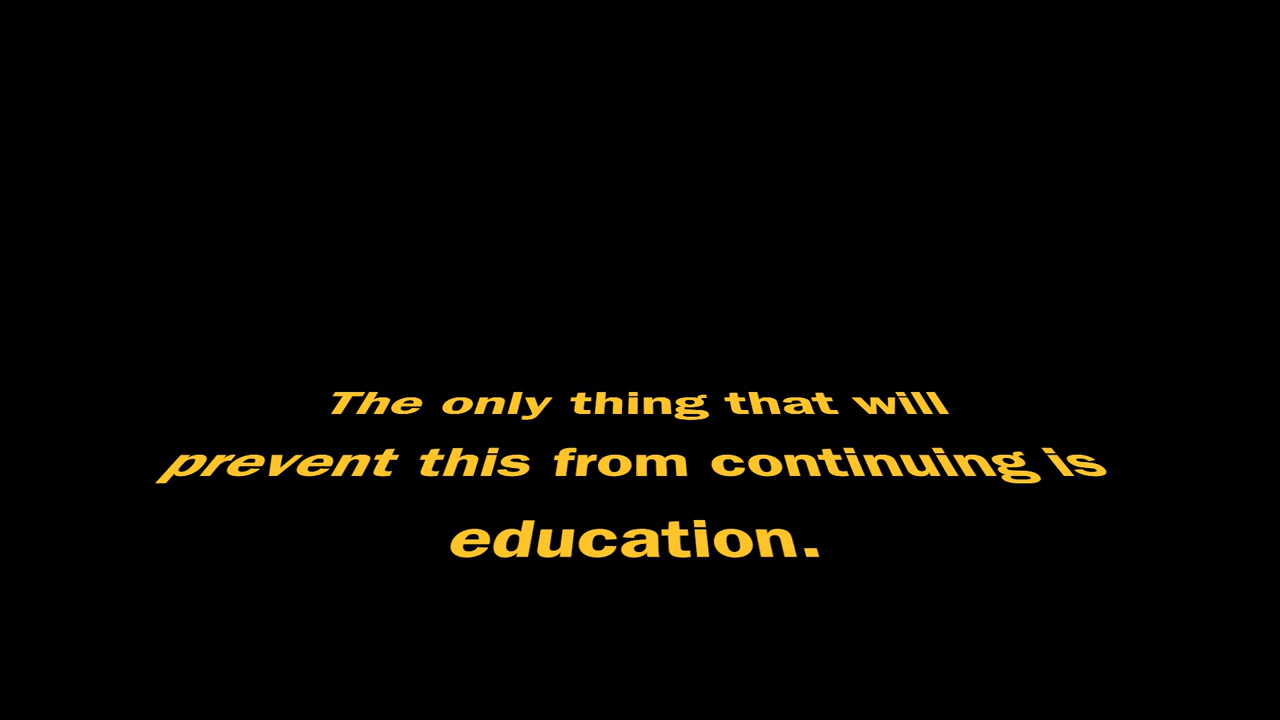 The only thing that will
prevent this from continuing is
education.